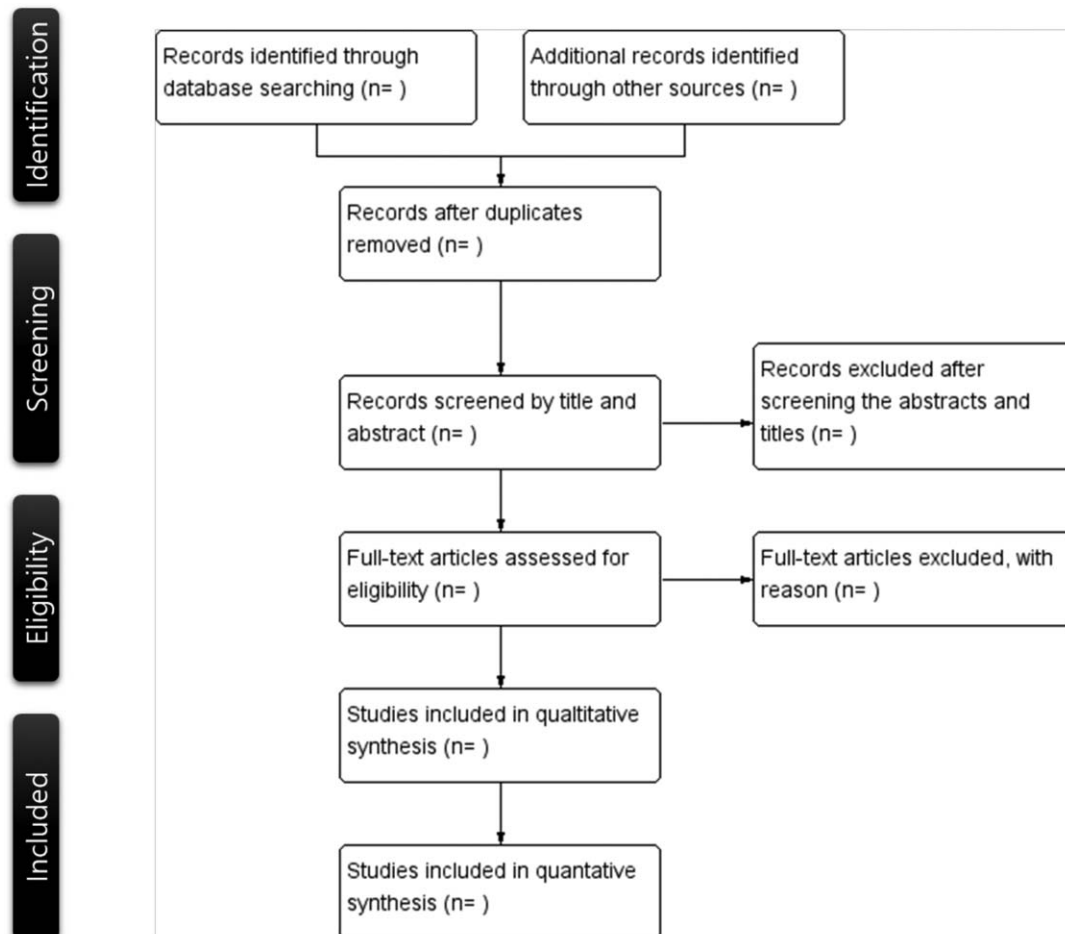 Identification
Records identified through
database searching (n= )
Additional records identified
through other sources (n= )
Records after duplicates
removed (n= )
Screening
Records screened by title and
abstract (n= )
Records excluded after
screening the abstracts and
titles (n= )
Eligibility
Full-text articles assessed for
eligibility (n= )
Full-text articles excluded, with
reason (n= )
Studies included in qualtitative
synthesis (n= )
Included
Studies included in quantative
synthesis (n= )